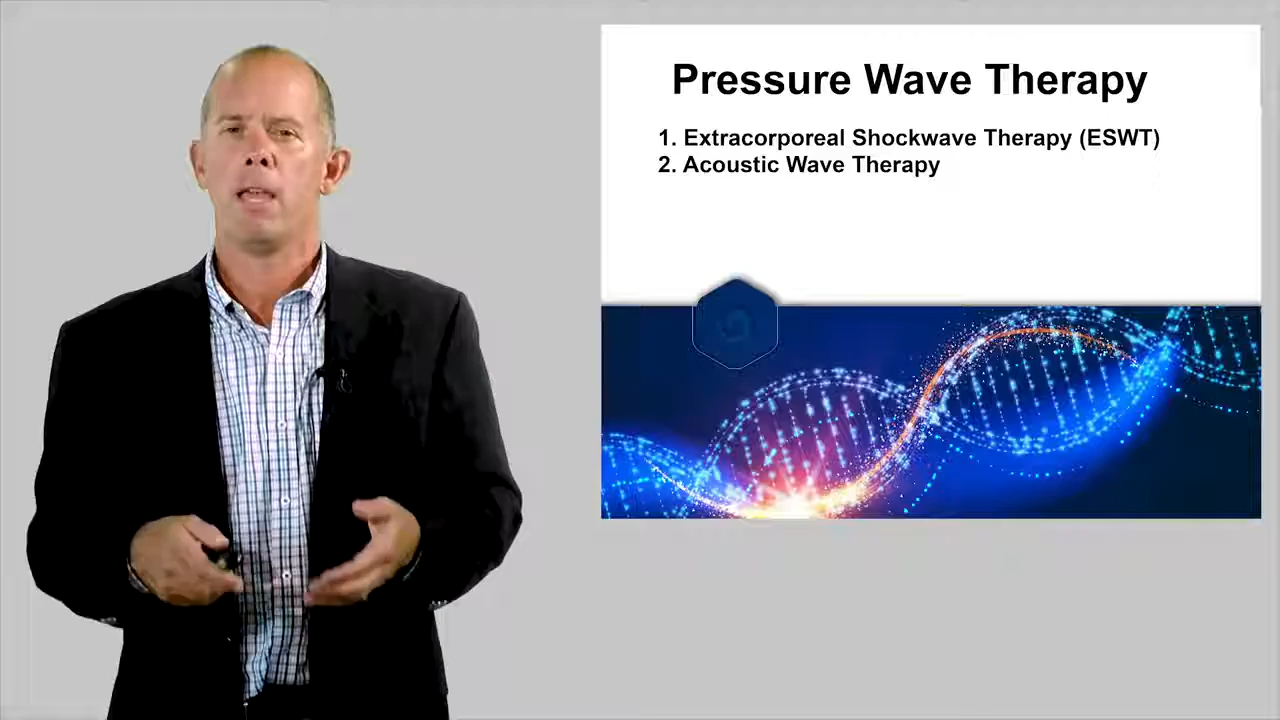 Pressure Wave Therapy
1. Extracorporeal Shockwave Therapy (ESWT)
2. Acoustic Wave Therapy